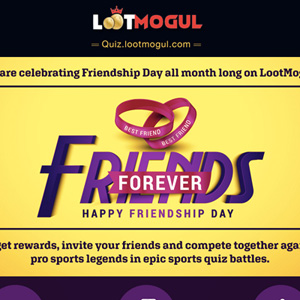 LOOTMOGUL
Quiz.lootmogul.com
are celebrating Friendship Day all month long on LootMog
BEST FRIEND
BEST FRIEND
FRIENDS
FOREVER
HAPPY FRIENDSHIP DAY
get rewards, invite your friends and compete together aga
pro sports legends in epic sports quiz battles.